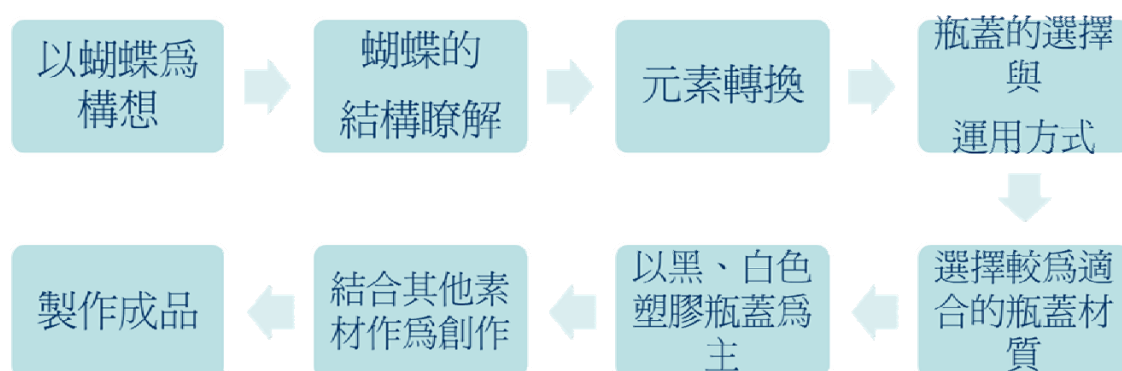 以蝴蝶爲
構想
蝴蝶的
結構瞭解
元素轉換
瓶蓋的選擇
與
運用方式
選擇較爲適
合的瓶蓋材
質
以黑、白色
塑膠瓶蓋爲
主
結合其他素
材作爲創作
製作成品